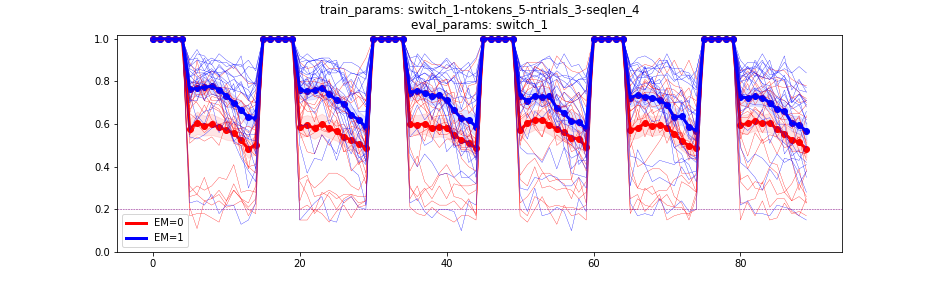 train_params: switch_1-ntokens_5-ntrials_3-seqlen_4
eval_params: switch_1
1.0
0.8
0.6
0.4
0.2
0.0
EM=0
EM=1
0
20
40
60
80